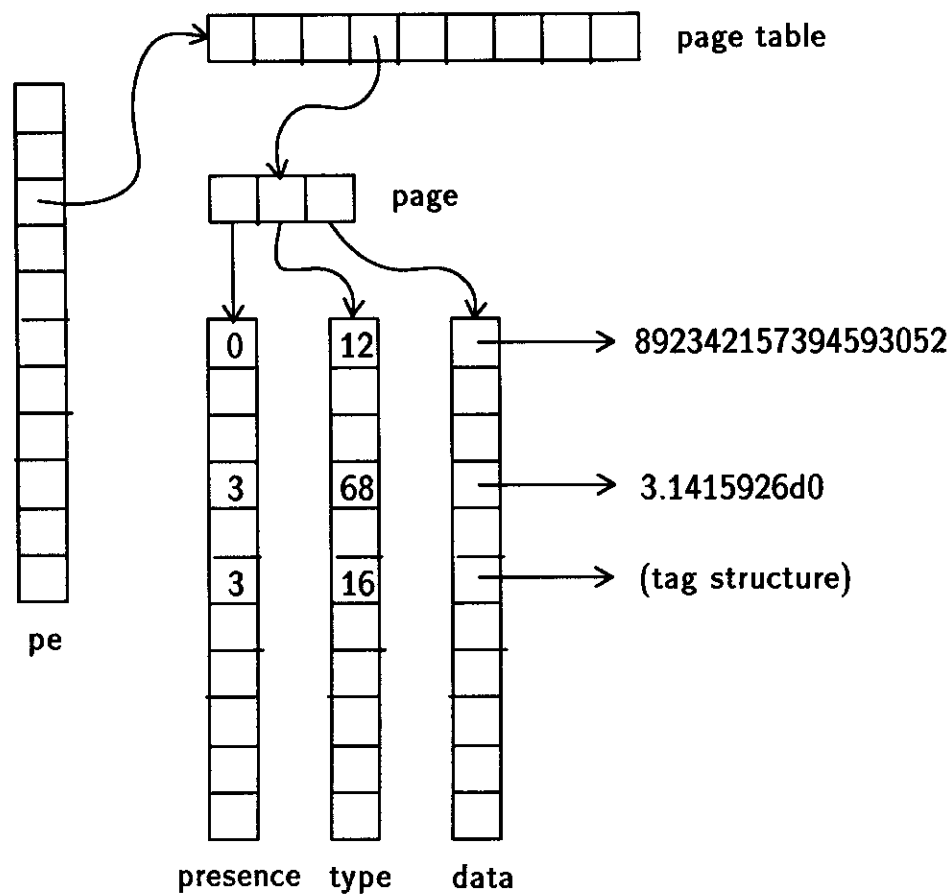 page table
page
0 12 892342157394593052
3 68 3.1415926d0
3 16 (tag structure)
pe
presence type data